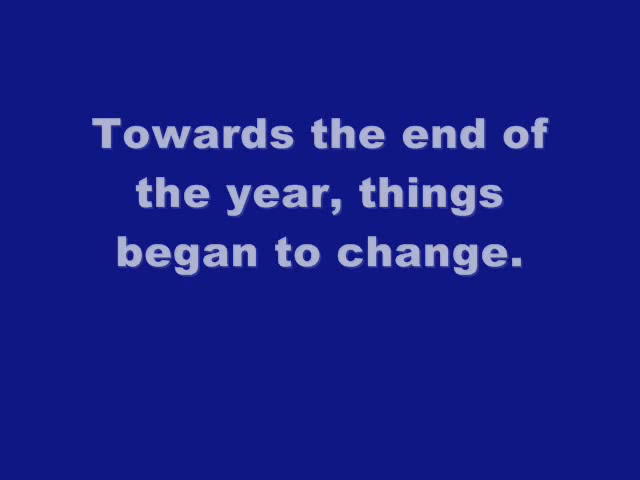 Towards the end of
the year, things
began to change.